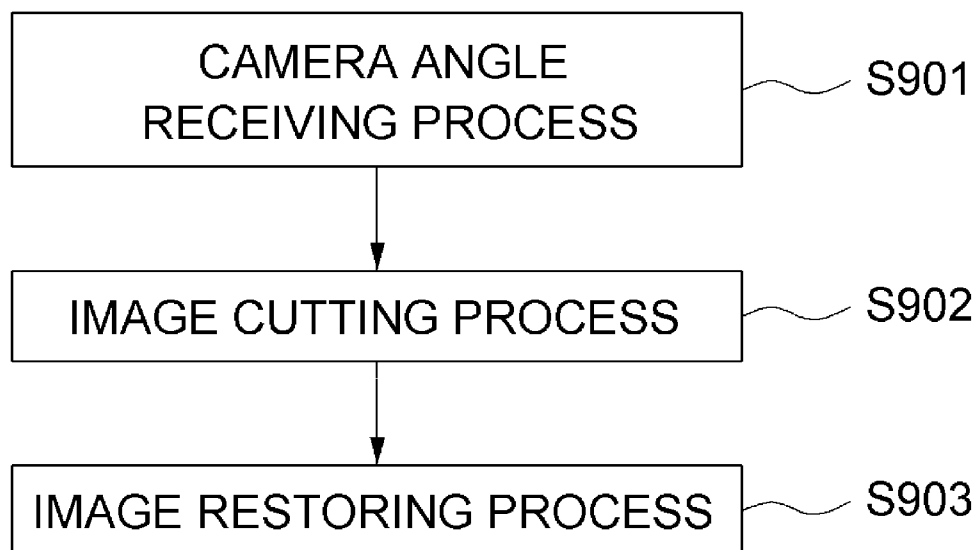 CAMERA ANGLE
RECEIVING PROCESS
S901
IMAGE CUTTING PROCESS
S902
IMAGE RESTORING PROCESS
S903